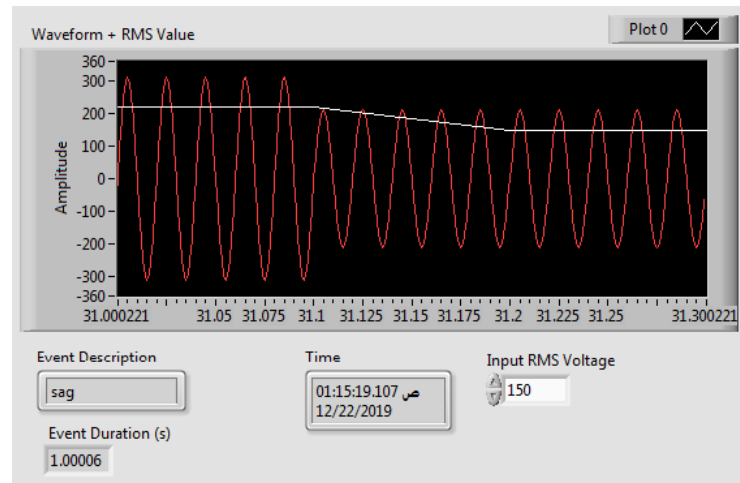 Waveform + RMS Value
Plot 0
360
300
200
100
0
-100
-200
-300
-360
Amplitude
31.000221 31.05 31.075 31.1 31.125 31.15 31.175 31.2 31.225 31.25 31.300221
Event Description
sag
Event Duration (s)
1.00006
Time
01:15:19.107 ص
12/22/2019
Input RMS Voltage
150